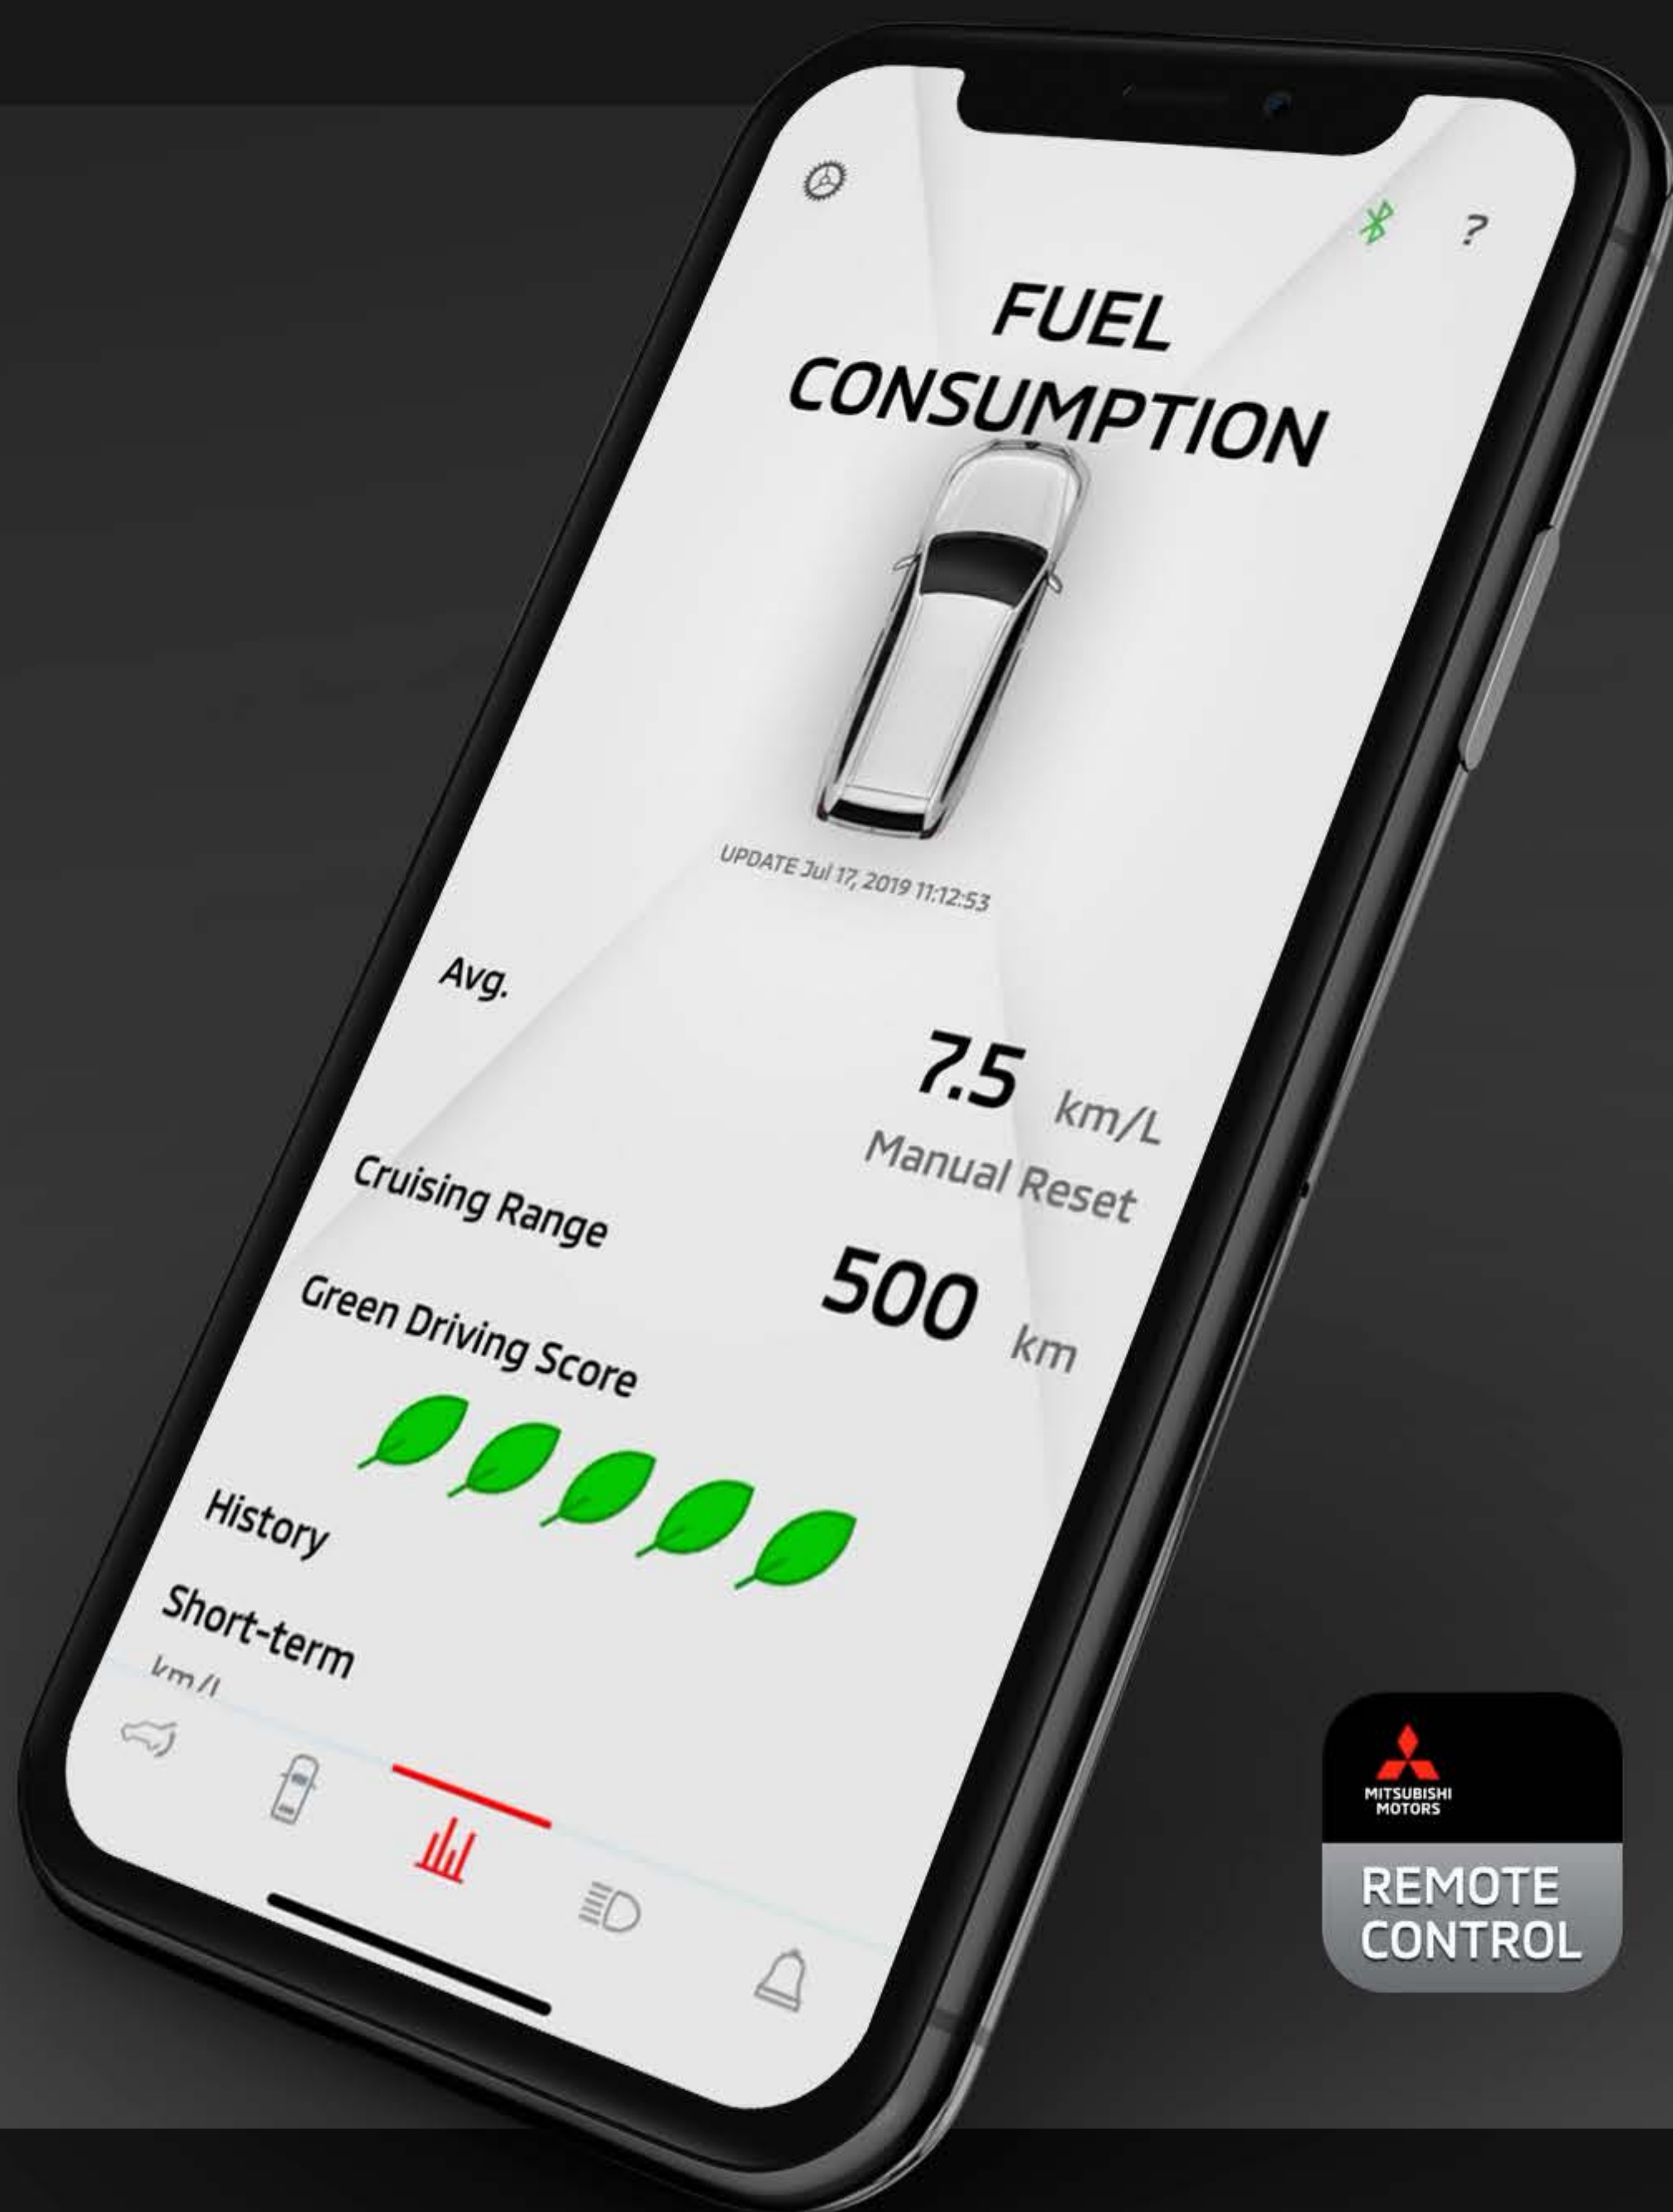 ?
FUEL
CONSUMPTION
UPDATE Jul 17, 2019 11:12:53
Avg.
7.5 km/L
Manual Reset
Cruising Range
500 km
Green Driving Score
History
Short-term
km/L
MITSUBISHI
MOTORS
REMOTE
CONTROL